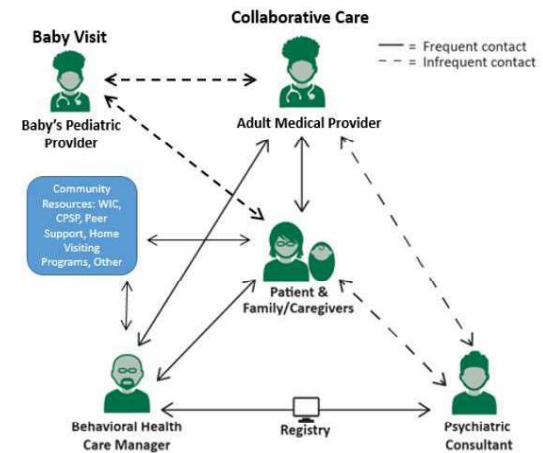 Collaborative Care
Baby Visit
= Frequent contact
= Infrequent contact
Baby's Pediatric
Provider
Adult Medical Provider
Community
Resources: WIC,
CPSP, Peer
Support, Home
Visiting
Programs, Other
Patient &
Family/Caregivers
Behavioral Health
Care Manager
Registry
Psychiatric
Consultant